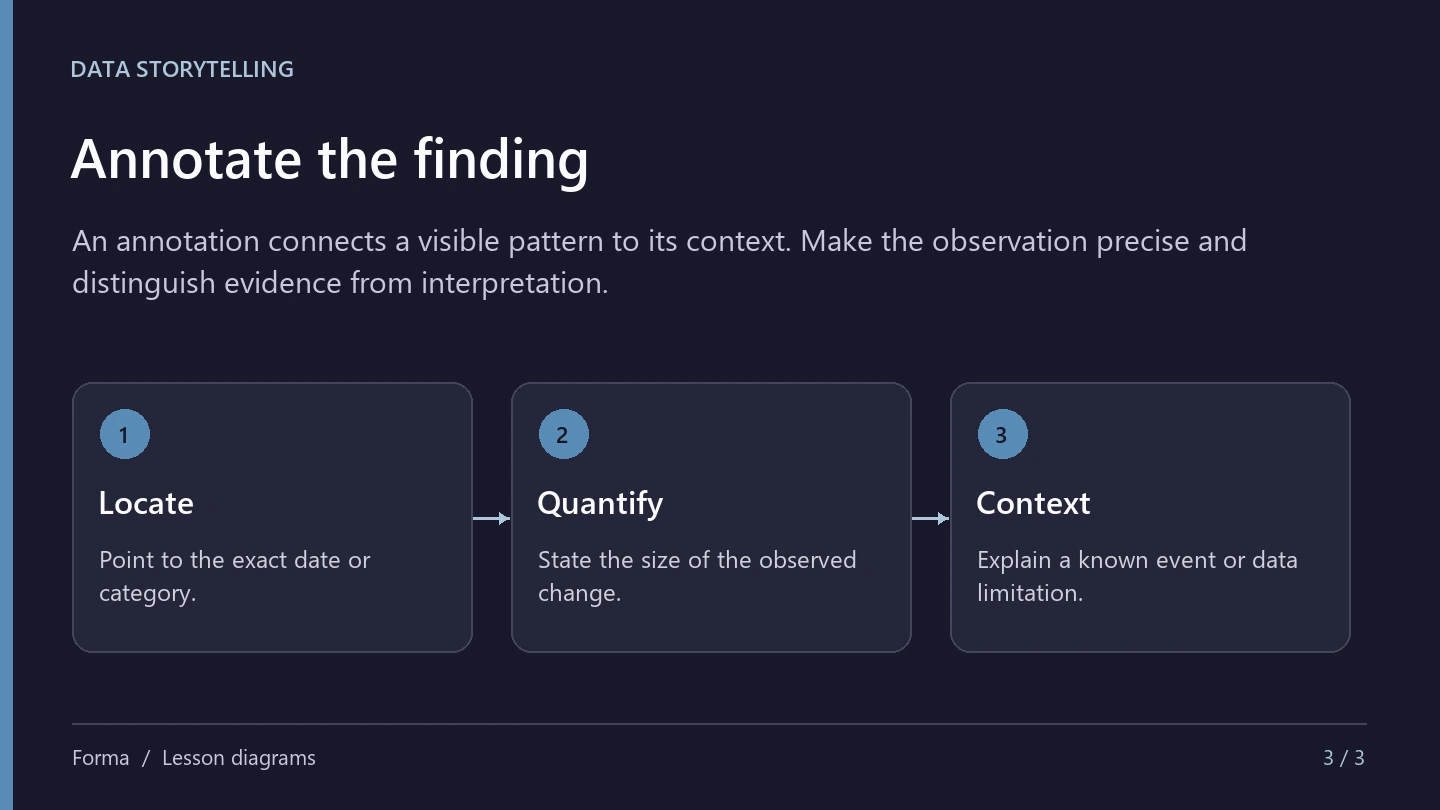 DATA STORYTELLING
Annotate the finding
An annotation connects a visible pattern to its context. Make the observation precise and
distinguish evidence from interpretation.
1
Locate
Point to the exact date or
category.
2
Quantify
State the size of the observed
change.
3
Context
Explain a known event or data
limitation.
Forma / Lesson diagrams
3 / 3